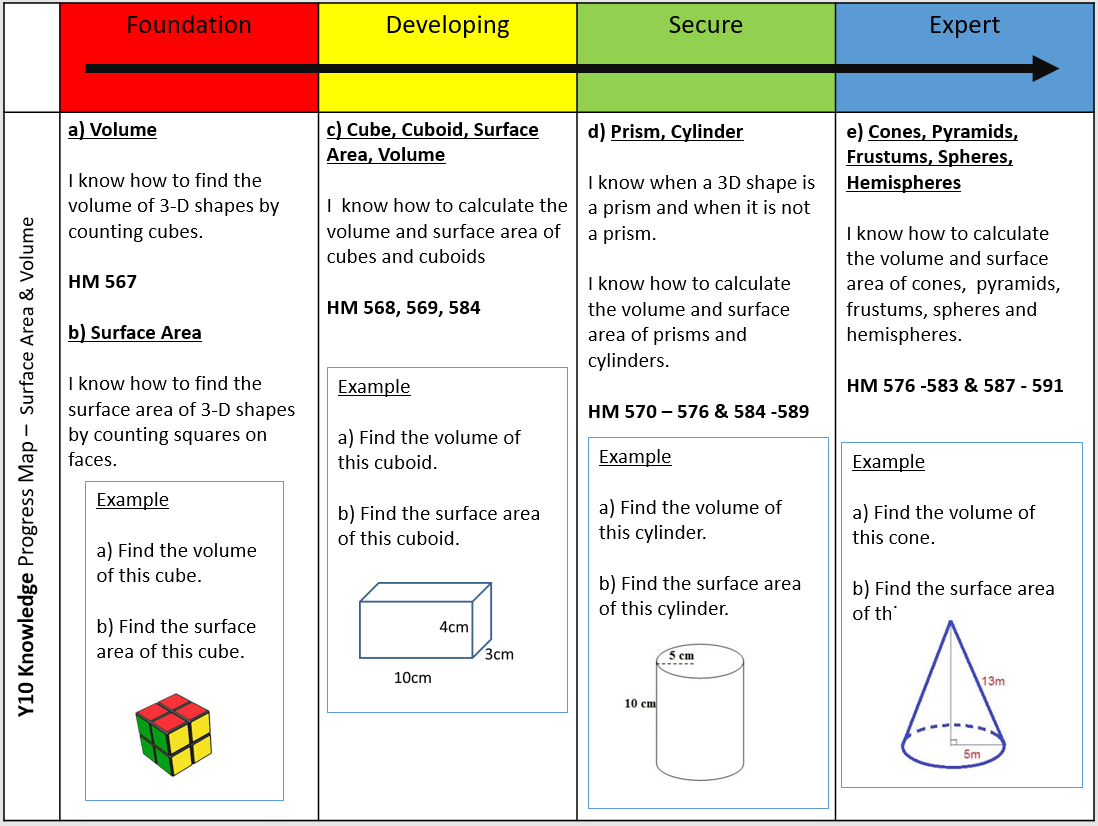 Foundation
Developing
Secure
Expert
Y10 Knowledge Progress Map – Surface Area & Volume
a) Volume
I know how to find the
volume of 3-D shapes by
counting cubes.
HM 567
b) Surface Area
I know how to find the
surface area of 3-D shapes
by counting squares on
faces.
Example
a) Find the volume
of this cube.
b) Find the surface
area of this cube.
c) Cube, Cuboid, Surface
Area, Volume
I know how to calculate the
volume and surface area of
cubes and cuboids
HM 568, 569, 584
Example
a) Find the volume of
this cuboid.
b) Find the surface area
of this cuboid.
4cm
3cm
10cm
d) Prism, Cylinder
I know when a 3D shape is
a prism and when it is not
a prism.
I know how to calculate
the volume and surface
area of prisms and
cylinders.
HM 570 – 576 & 584 -589
Example
a) Find the volume of
this cylinder.
b) Find the surface area
of this cylinder.
5 cm
10 cm
e) Cones, Pyramids,
Frustums, Spheres,
Hemispheres
I know how to calculate
the volume and surface
area of cones, pyramids,
frustums, spheres and
hemispheres.
HM 576 -583 & 587 - 591
Example
a) Find the volume of
this cone.
b) Find the surface area
of
13m
5m